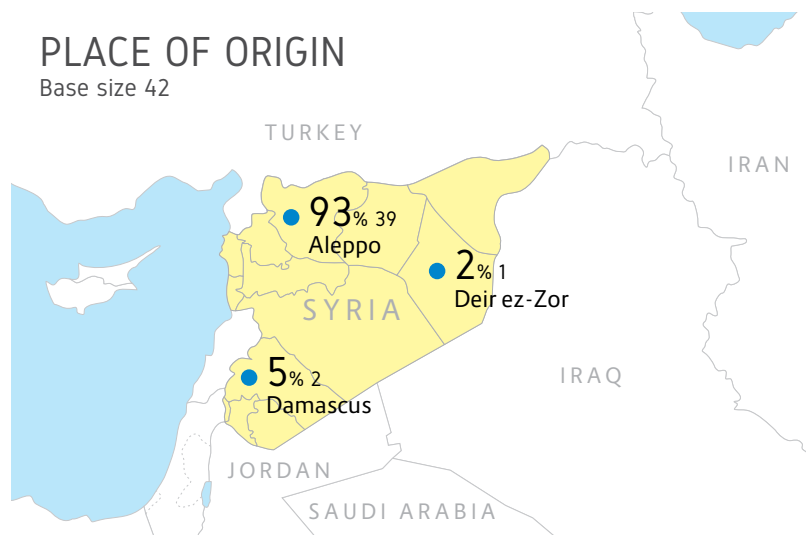 PLACE OF ORIGIN
Base size 42
TURKEY
IRAN
93% 39
Aleppo
2% 1
Deir ez-Zor
SYRIA
5% 2
Damascus
IRAQ
JORDAN
SAUDI ARABIA